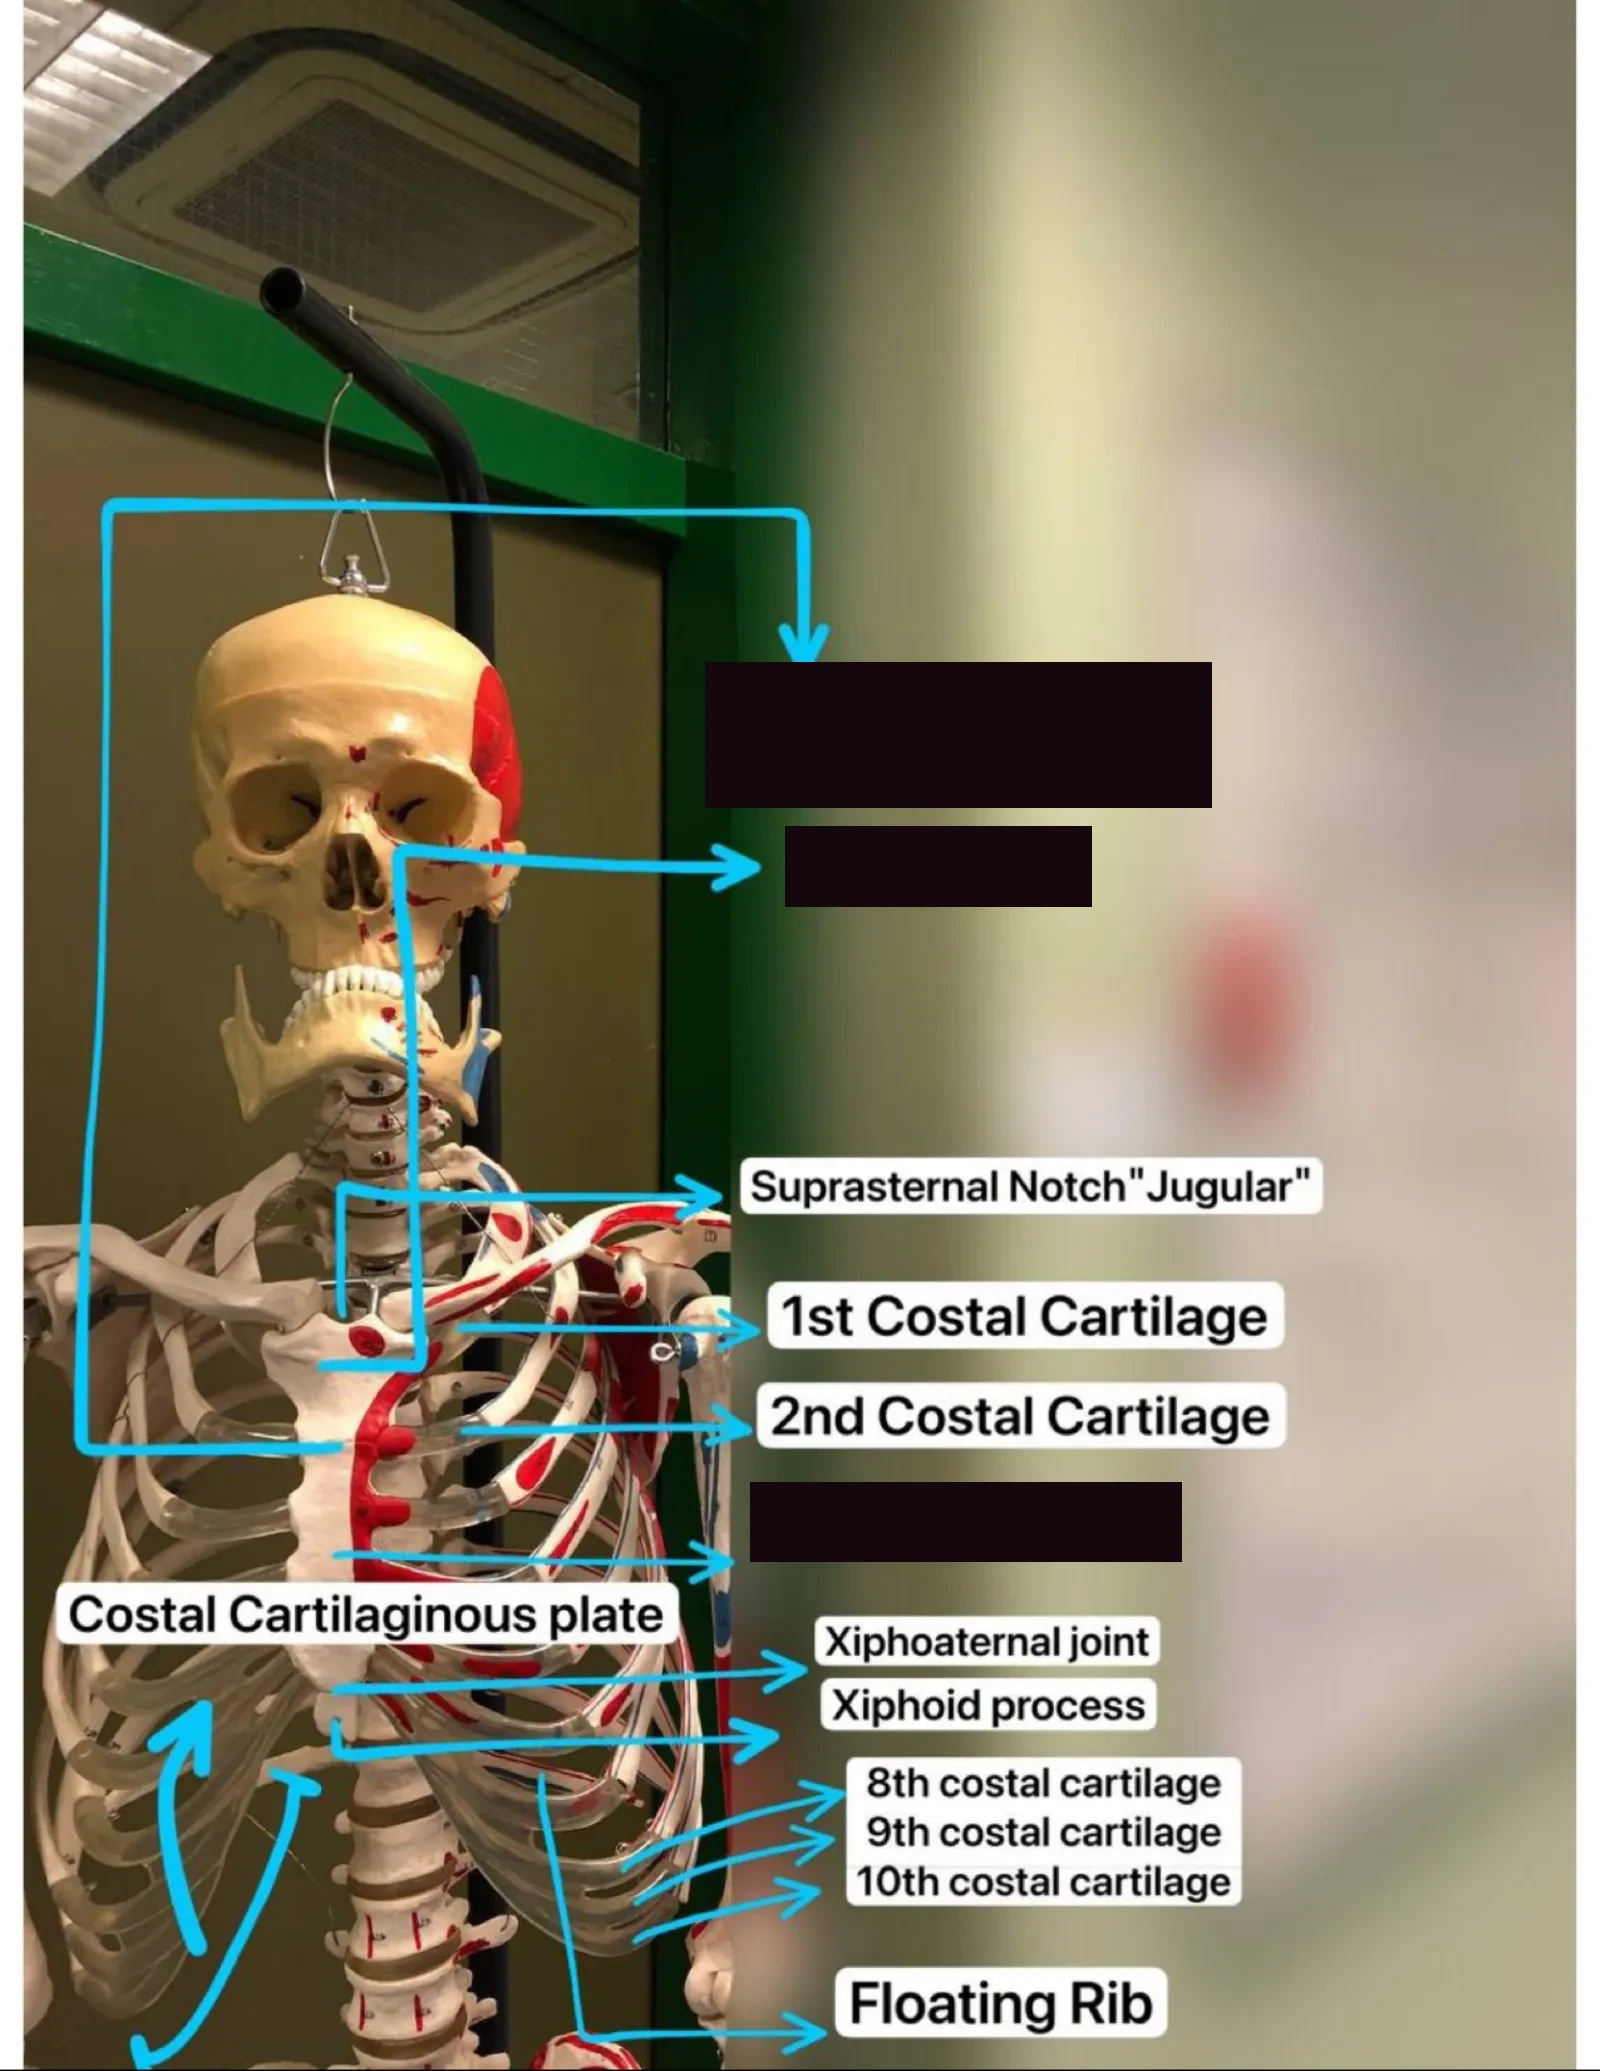 Suprasternal Notch"Jugular"
1st Costal Cartilage
2nd Costal Cartilage
Costal Cartilaginous plate
Xiphoaternal joint
Xiphoid process
8th costal cartilage
9th costal cartilage
10th costal cartilage
Floating Rib